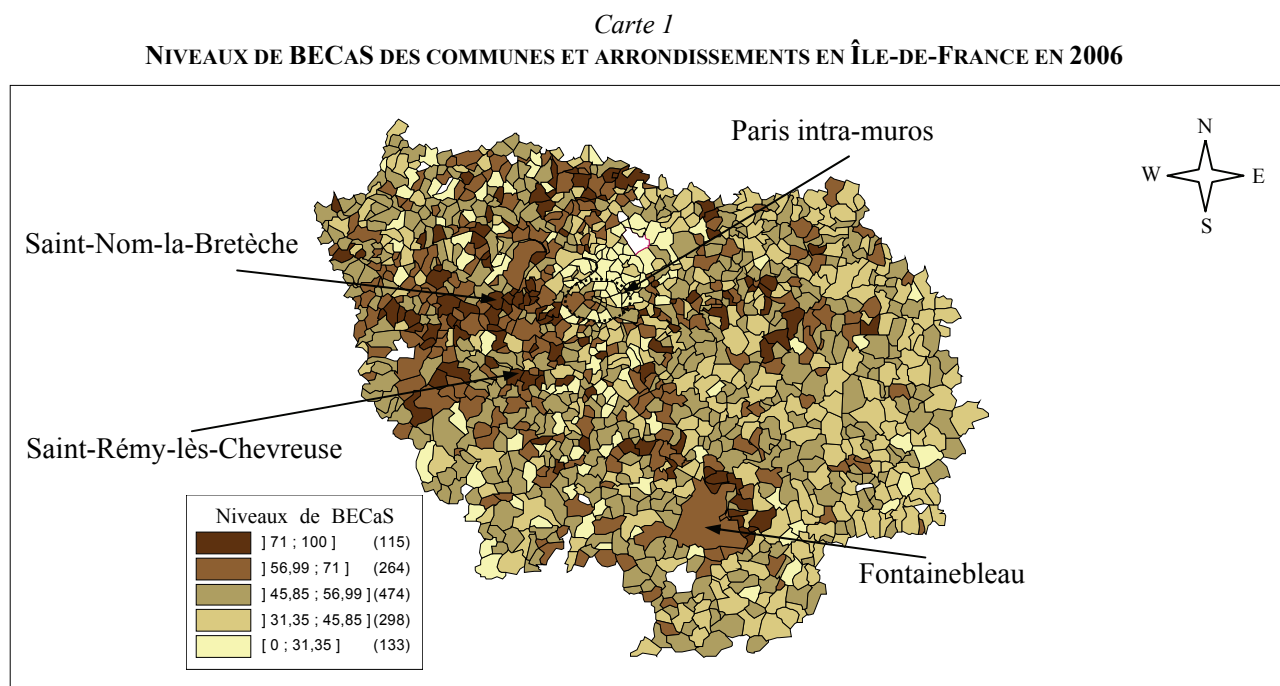 Carte 1
NIVEAUX DE BECAS DES COMMUNES ET ARRONDISSEMENTS EN ÎLE-DE-FRANCE EN 2006
Paris intra-muros
N
W E
S
Saint-Nom-la-Bretèche
Saint-Rémy-lès-Chevreuse
Fontainebleau
Niveaux de BECaS
] 71 ; 100 ] (115)
] 56,99 ; 71 ] (264)
] 45,85 ; 56,99 ] (474)
] 31,35 ; 45,85 ] (298)
[ 0 ; 31,35 ] (133)